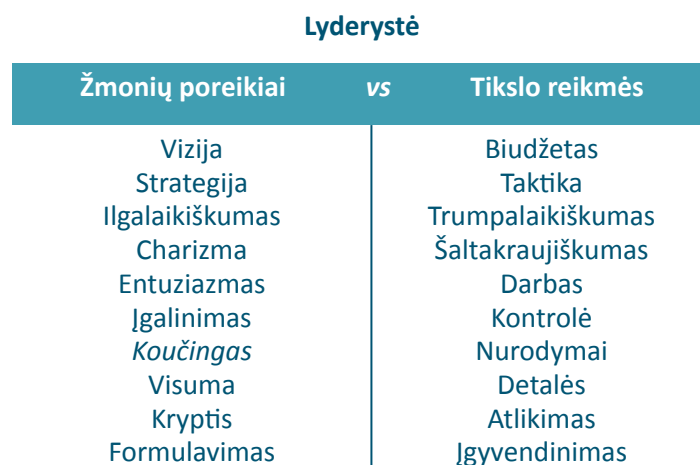 Lyderystė
Žmonių poreikiai vs Tikslo reikmės
Vizija Biudžetas
Strategija Taktika
Ilgalaikiškumas Trumpalaikiškumas
Charizma Šaltakraujiškumas
Entuziazmas Darbas
Įgalinimas Kontrolė
Koučingas Nurodymai
Visuma Detalės
Kryptis Atlikimas
Formulavimas Įgyvendinimas